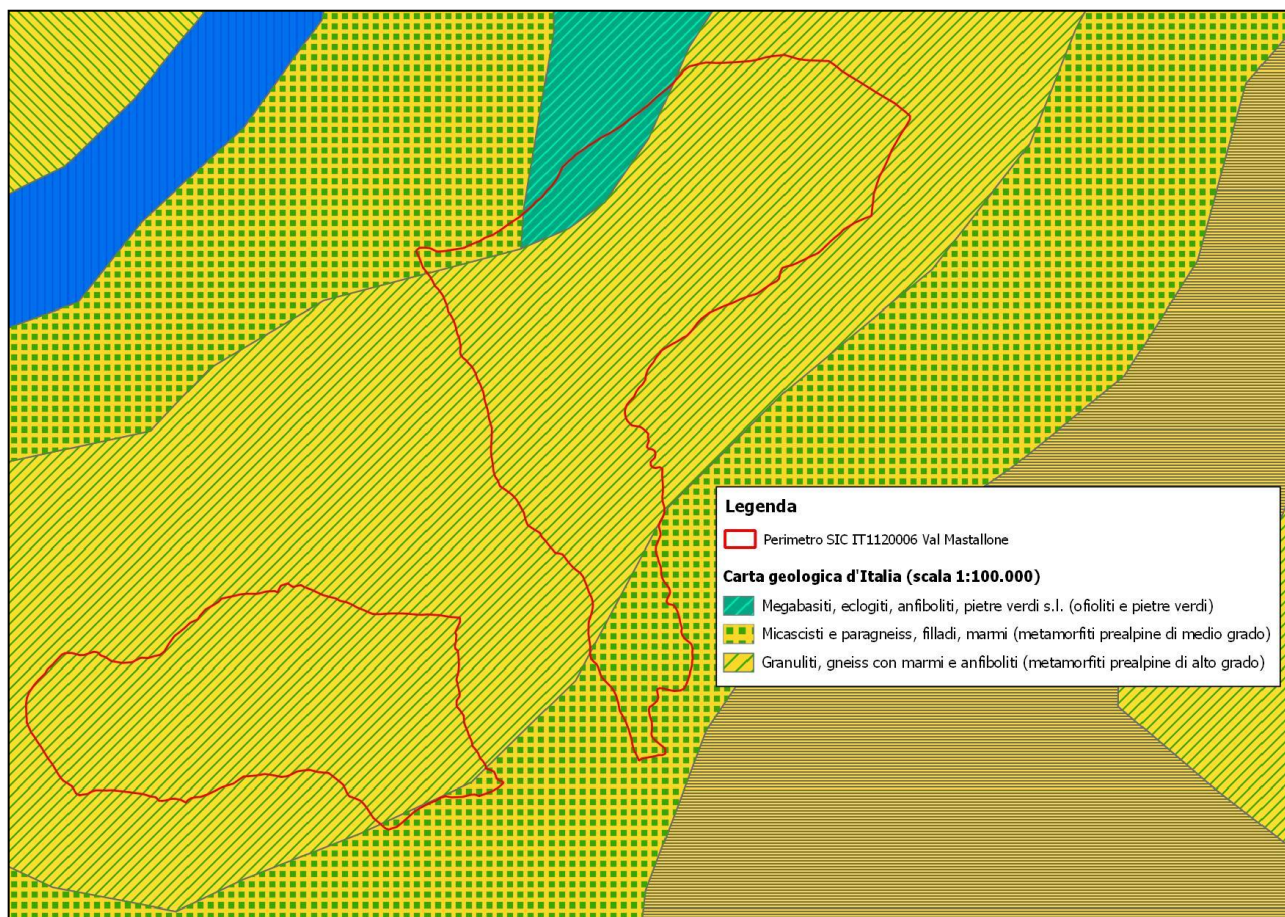 Legenda
Perimetro SIC IT1120006 Val Mastallone
Carta geologica d'Italia (scala 1:100.000)
Megabasiti, eclogiti, anfiboliti, pietre verdi s.l. (ofioliti e pietre verdi)
Micascisti e paragneiss, filladi, marmi (metamorfiti prealpine di medio grado)
Granuliti, gneiss con marmi e anfiboliti (metamorfiti prealpine di alto grado)